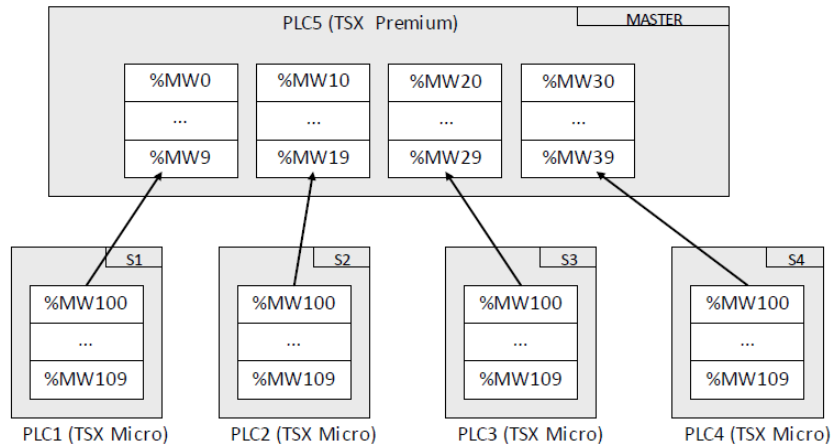 PLC5 (TSX Premium) MASTER
%MW0 %MW10 %MW20 %MW30
... ... ... ...
%MW9 %MW19 %MW29 %MW39
S1 S2 S3 S4
%MW100 %MW100 %MW100 %MW100
... ... ... ...
%MW109 %MW109 %MW109 %MW109
PLC1 (TSX Micro) PLC2 (TSX Micro) PLC3 (TSX Micro) PLC4 (TSX Micro)